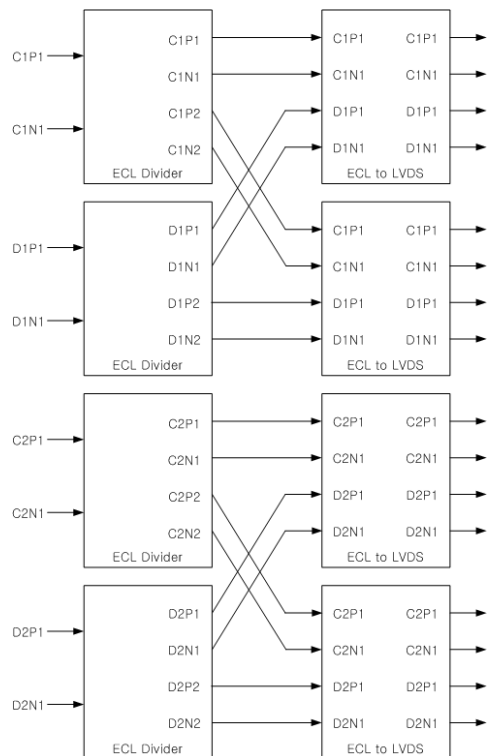 C1P1 C1P1 C1P1
C1P1
C1N1 C1N1 C1N1
C1P2 D1P1 D1P1
C1N1
C1N2 D1N1 D1N1
ECL Divider ECL to LVDS
D1P1 C1P1 C1P1
D1P1
D1N1 C1N1 C1N1
D1P2 D1P1 D1P1
D1N1
D1N2 D1N1 D1N1
ECL Divider ECL to LVDS
C2P1 C2P1 C2P1
C2P1
C2N1 C2N1 C2N1
C2P2 D2P1 D2P1
C2N1
C2N2 D2N1 D2N1
ECL Divider ECL to LVDS
D2P1 C2P1 C2P1
D2P1
D2N1 C2N1 C2N1
D2P2 D2P1 D2P1
D2N1
D2N2 D2N1 D2N1
ECL Divider ECL to LVDS